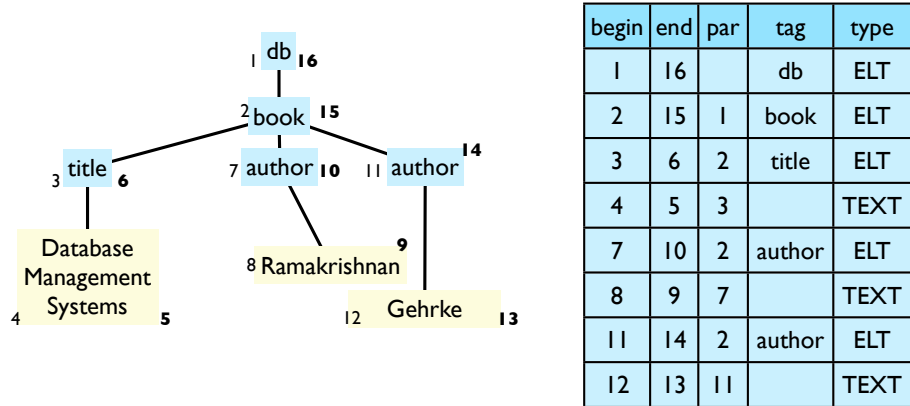 1 db 16
2 book 15
3 title 6
7 author 10
11 author 14
4 Database
Management
Systems 5
8 Ramakrishnan 9
12 Gehrke 13
begin end par tag type
1 16 db ELT
2 15 1 book ELT
3 6 2 title ELT
4 5 3 TEXT
7 10 2 author ELT
8 9 7 TEXT
11 14 2 author ELT
12 13 11 TEXT